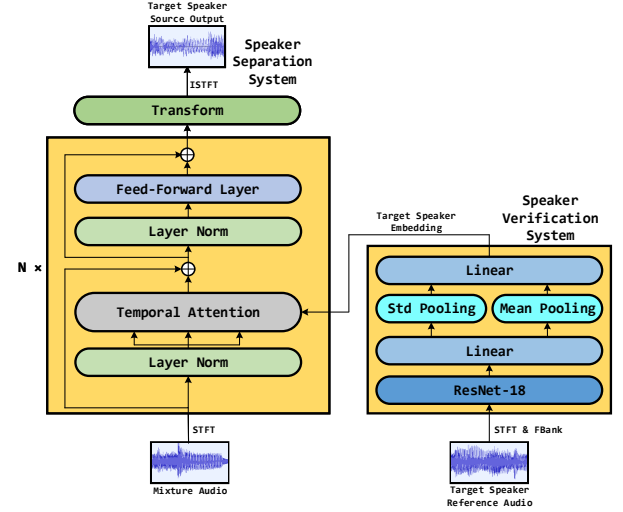 Target Speaker
Source Output
Speaker
Separation
System
ISTFT
Transform
Feed-Forward Layer
Layer Norm
N ×
Temporal Attention
Layer Norm
STFT
Mixture Audio
Speaker
Verification
System
Target Speaker
Embedding
Linear
Std Pooling
Mean Pooling
Linear
ResNet-18
STFT & FBank
Target Speaker
Reference Audio